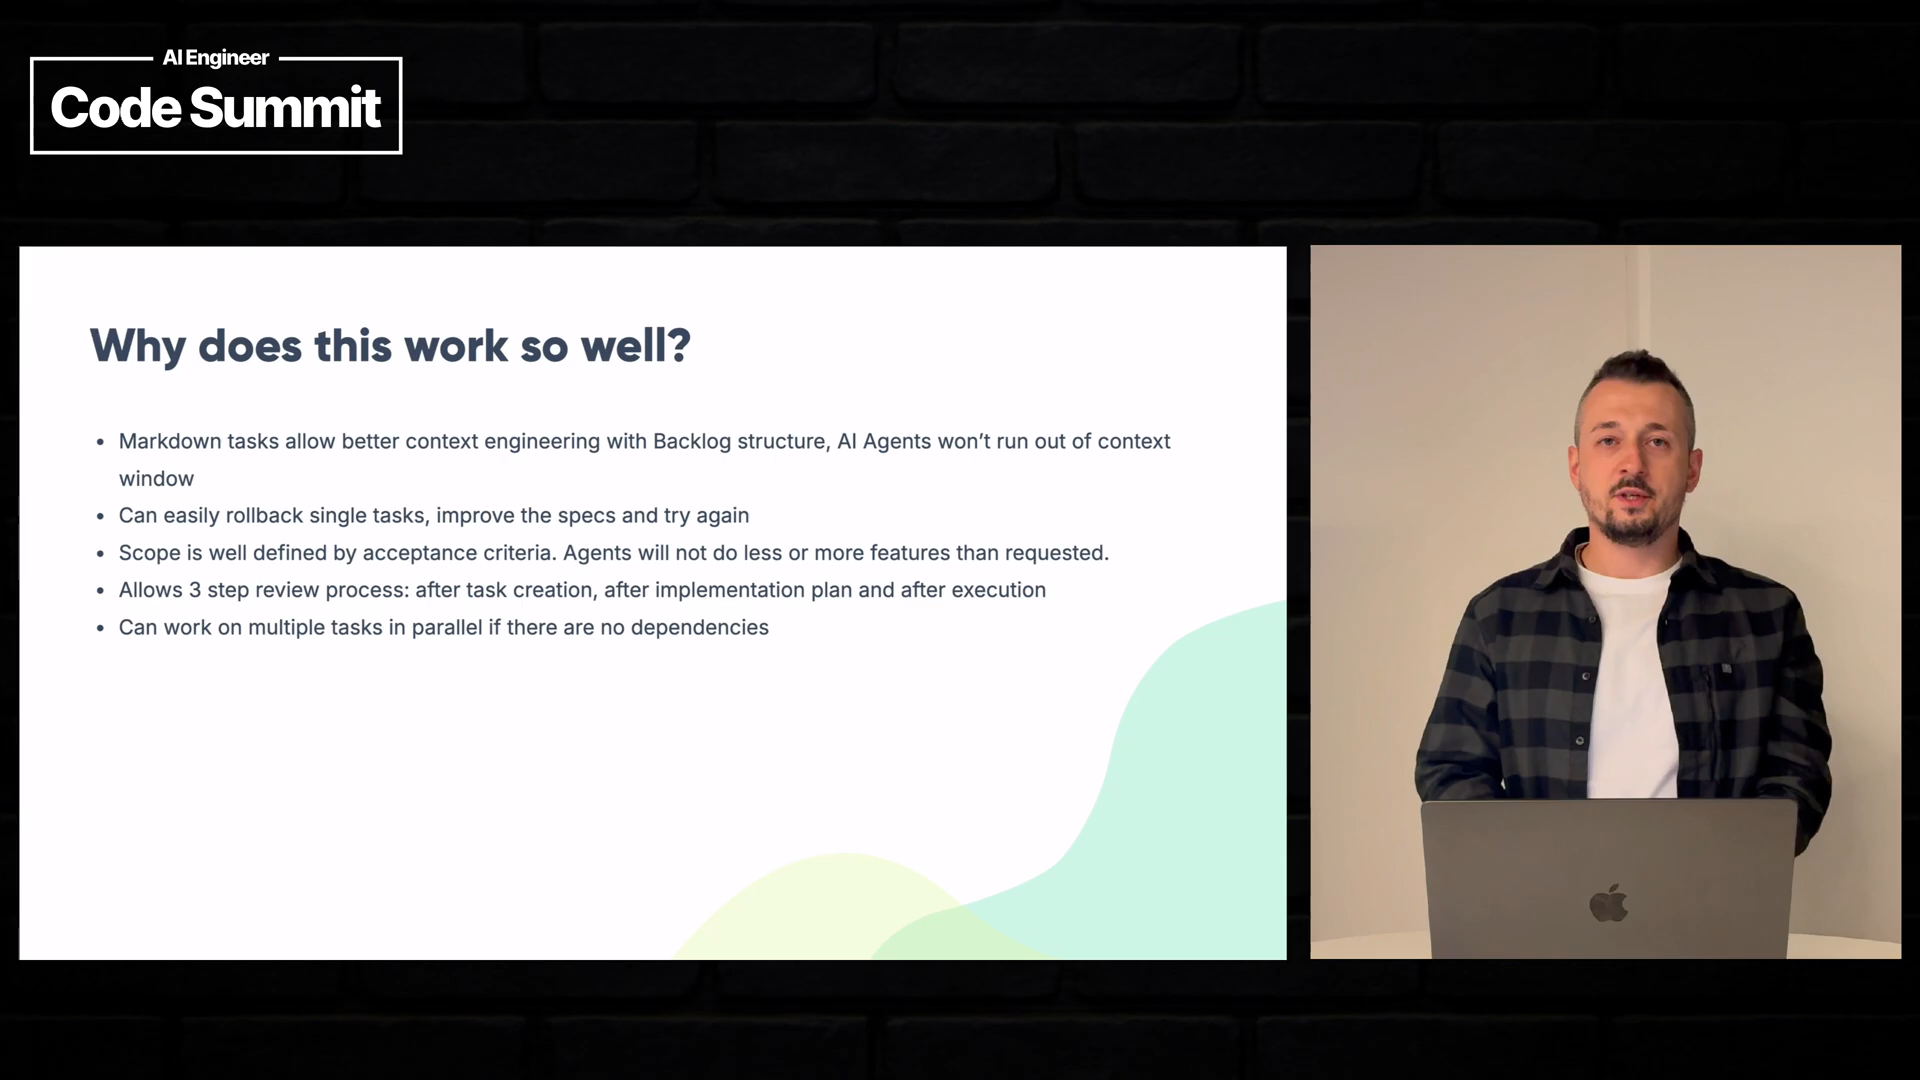 AI Engineer
Code Summit
Why does this work so well?
• Markdown tasks allow better context engineering with Backlog structure, AI Agents won’t run out of context
window
• Can easily rollback single tasks, improve the specs and try again
• Scope is well defined by acceptance criteria. Agents will not do less or more features than requested.
• Allows 3 step review process: after task creation, after implementation plan and after execution
• Can work on multiple tasks in parallel if there are no dependencies